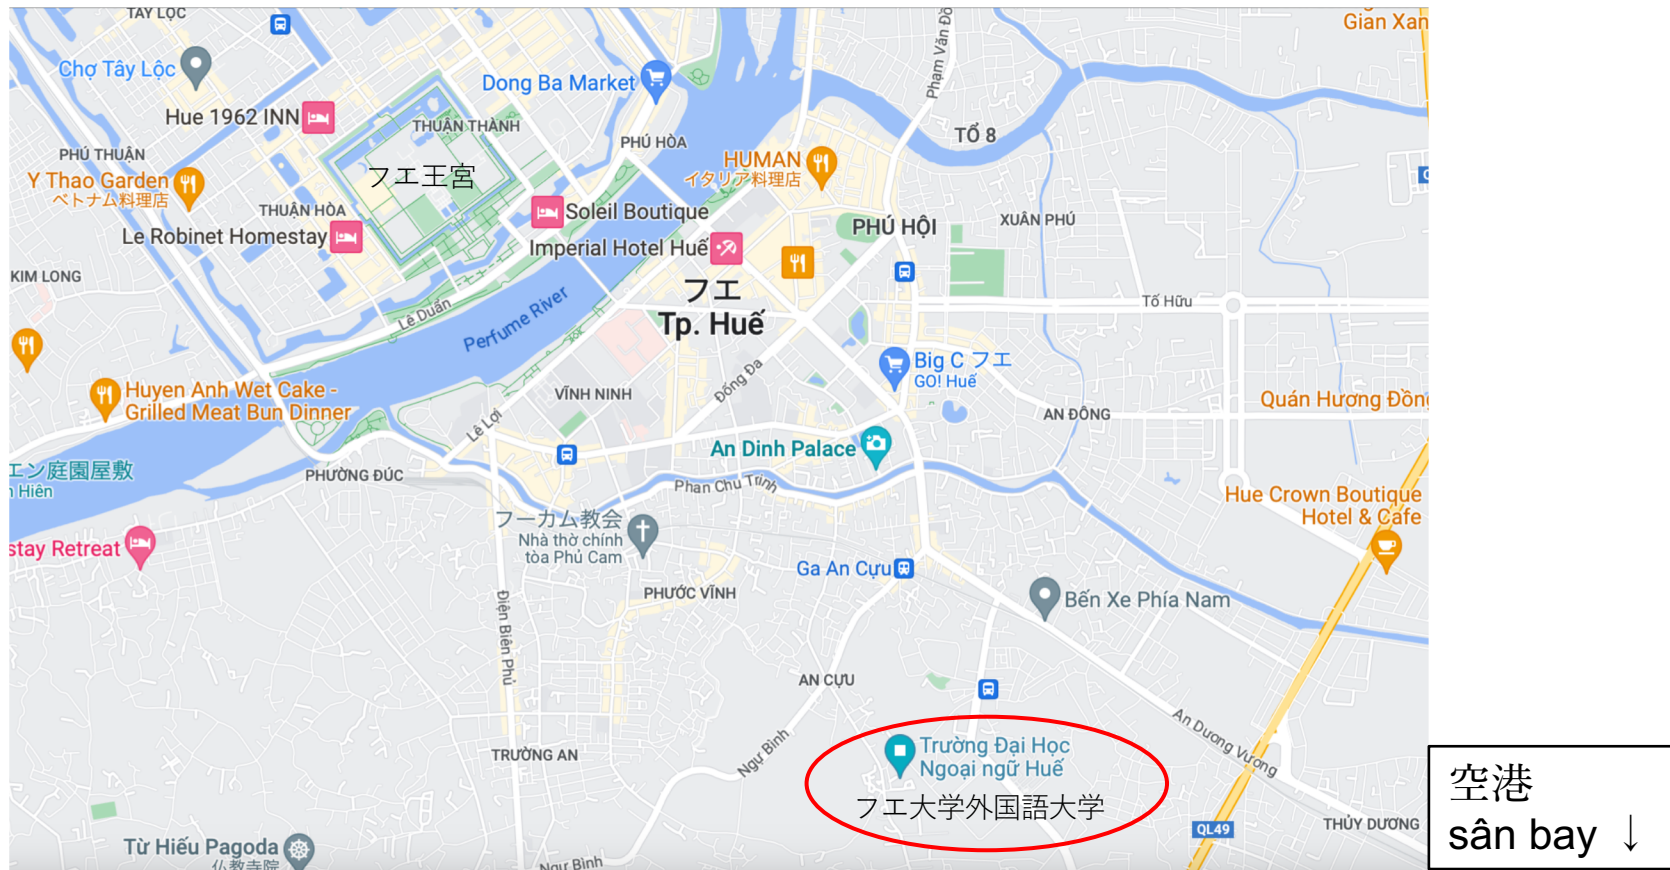 TÂY LỘC
Gian Xan
Chợ Tây Lộc
Dong Ba Market
Phạm Văn Đồ
Hue 1962 INN
THUẬN THÀNH
TỔ 8
PHÚ THUẬN
PHÚ HÒA
HUMAN
イタリア料理店
Y Thao Garden
ベトナム料理店
フエ王宮
THUẬN HÒA
Soleil Boutique
PHÚ HỘI
XUÂN PHÚ
Le Robinet Homestay
Imperial Hotel Huế
KIM LONG
フエ
Tp. Huế
Lê Duẩn
Perfume River
Tố Hữu
Big C フエ
GO! Huế
Huyen Anh Wet Cake -
Grilled Meat Bun Dinner
VĨNH NINH
Đống Đa
Quán Hương Đồn
AN ĐÔNG
Lê Lợi
An Dinh Palace
エン庭園屋敷
n Hiên
PHƯỜNG ĐÚC
Phan Chu Trinh
Hue Crown Boutique
Hotel & Cafe
フーカム教会
Nhà thờ chính
tòa Phủ Cam
stay Retreat
Ga An Cựu
PHƯỚC VĨNH
Bến Xe Phía Nam
Điện Biên Phủ
AN CỰU
An Dương Vương
TRƯỜNG AN
Ngự Bình
Trường Đại Học
Ngoại ngữ Huế
フエ大学外国語大学
QL49
THỦY DƯƠNG
空港
sân bay ↓
Từ Hiếu Pagoda
仏教寺院
Ngự Bình